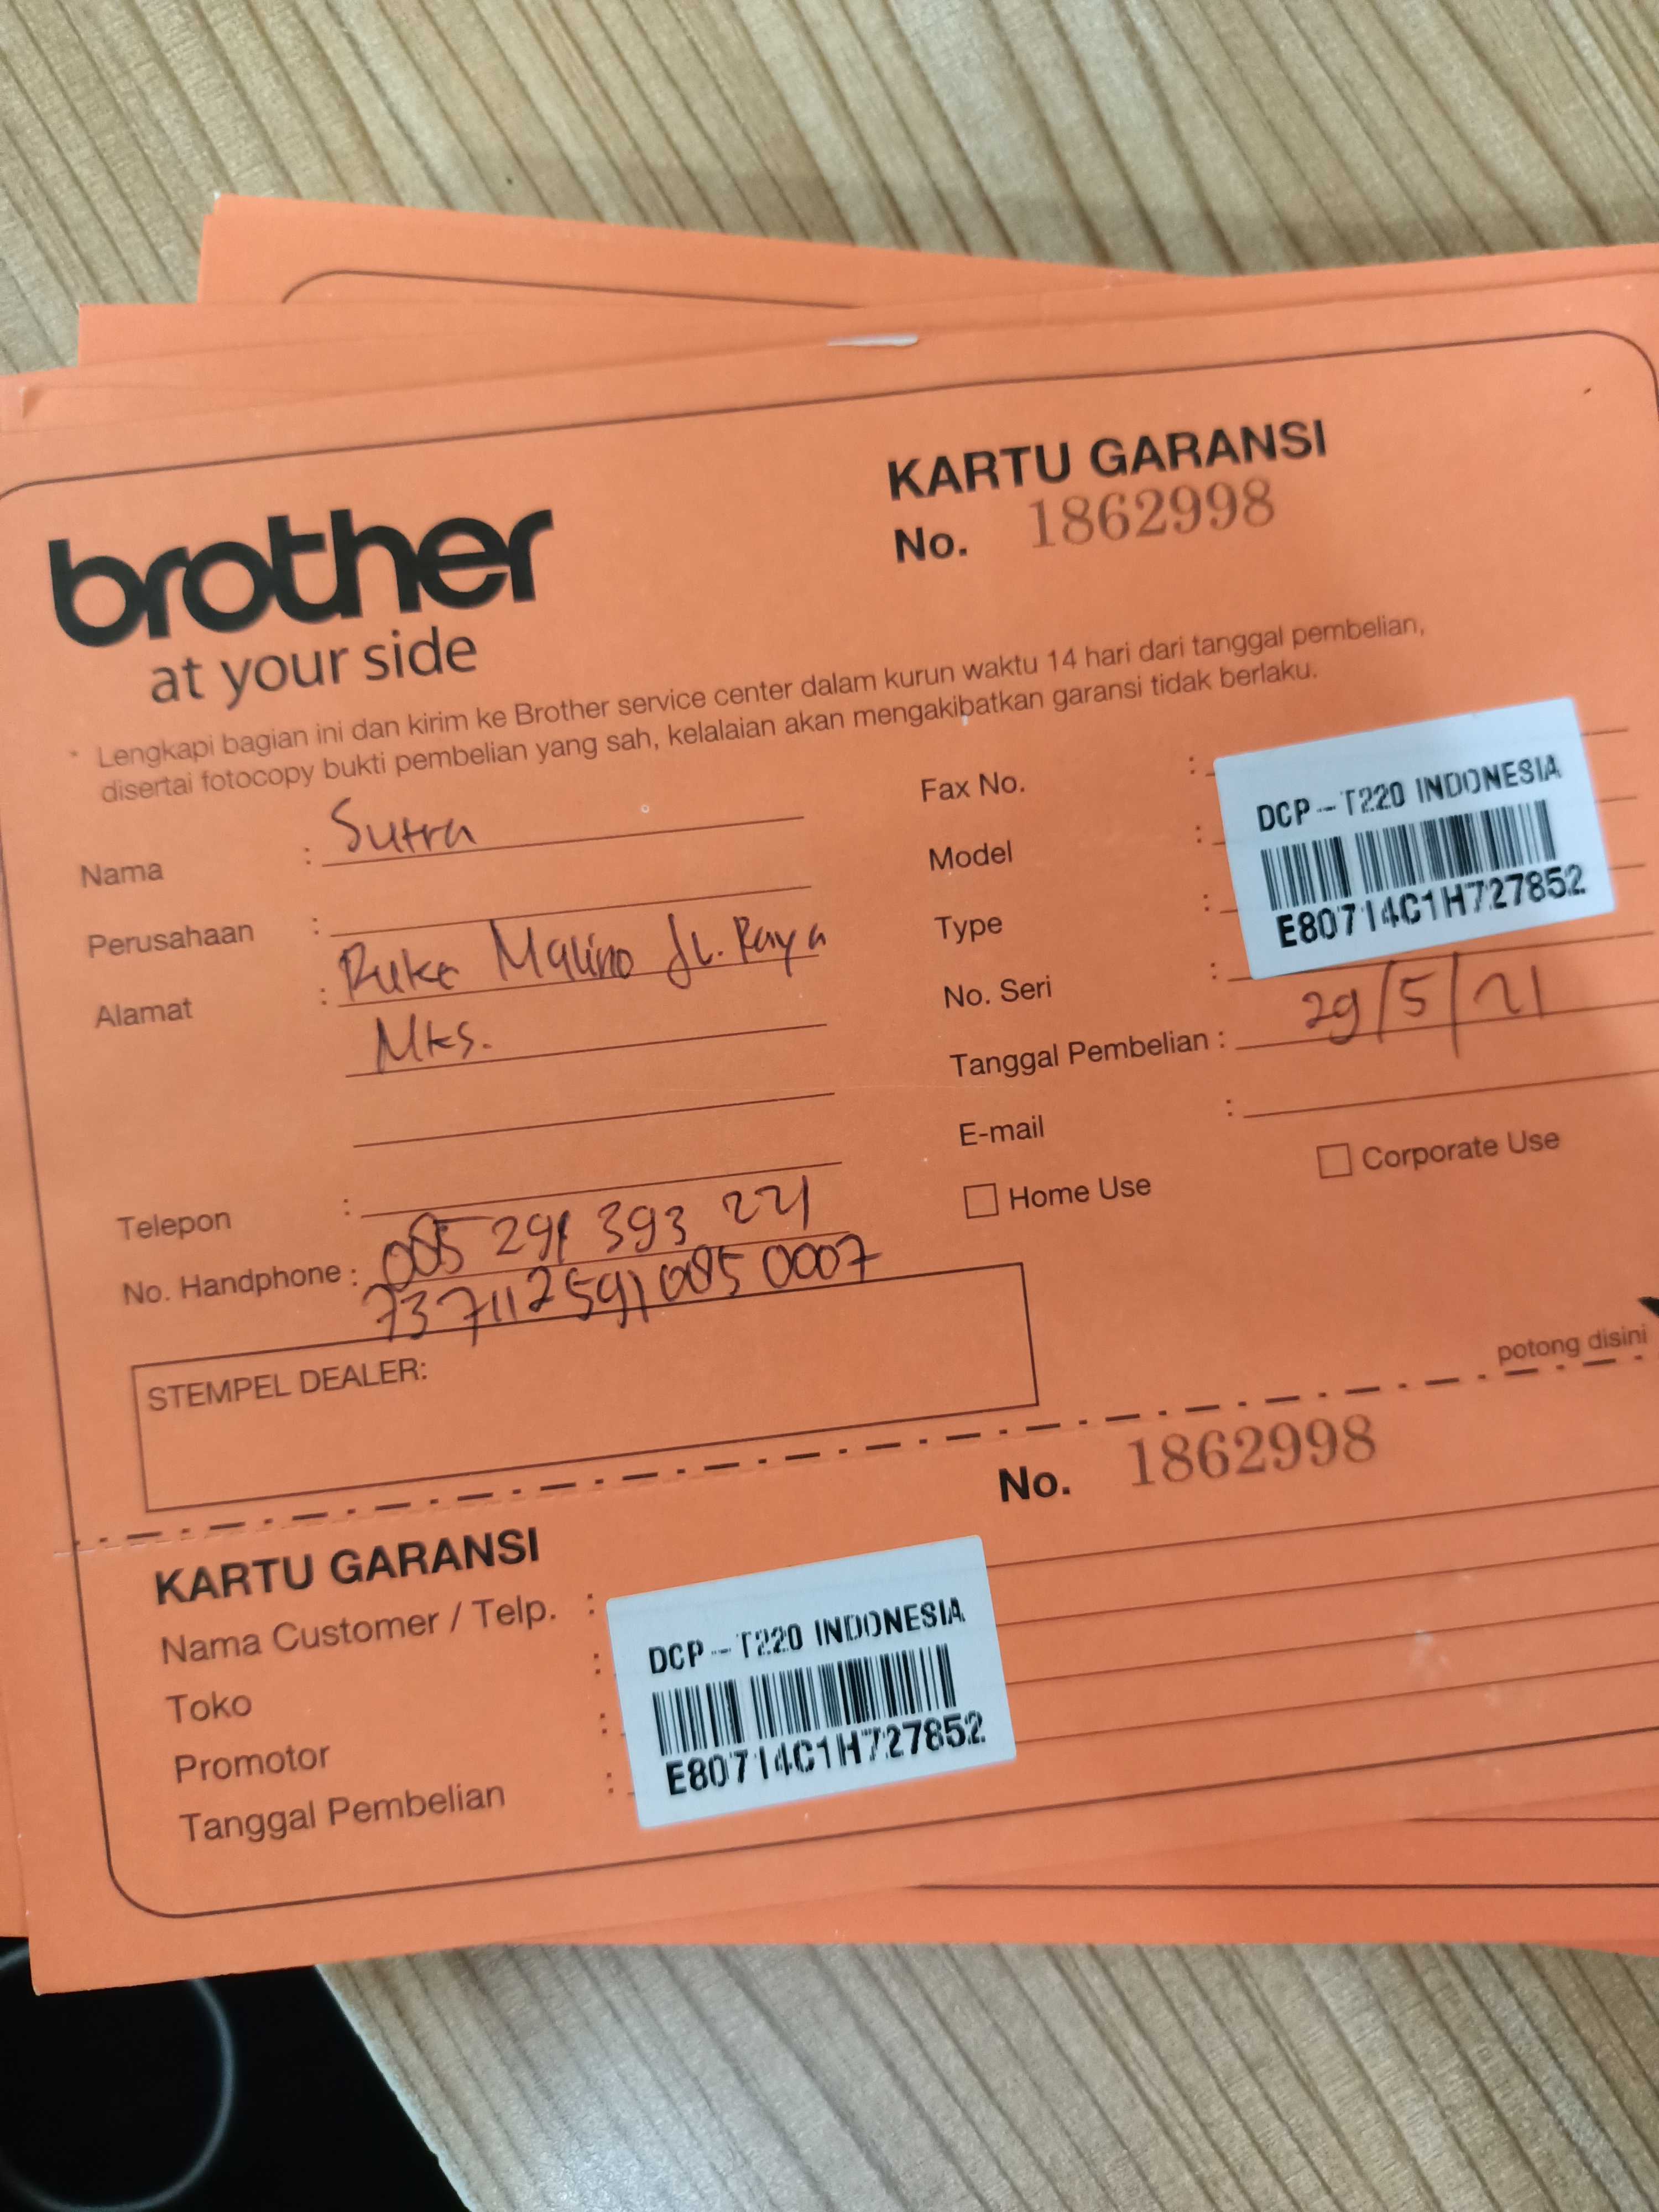 brother
at your side
KARTU GARANSI
No. 1862998
* Lengkapi bagian ini dan kirim ke Brother service center dalam kurun waktu 14 hari dari tanggal pembelian,
disertai fotocopy bukti pembelian yang sah, kelalaian akan mengakibatkan garansi tidak berlaku.
Nama : Sutra
Perusahaan :
Alamat : Ruko Malino Jl. Raya
Mks.
Telepon :
No. Handphone : 085 291 393 221
7371125910850007
STEMPEL DEALER:
Fax No. :
Model :
Type :
No. Seri :
DCP-T220 INDONESIA
E80714C1H727852
Tanggal Pembelian : 29/5/21
E-mail :
Home Use
Corporate Use
potong disini
No. 1862998
KARTU GARANSI
Nama Customer / Telp. :
Toko :
Promotor :
Tanggal Pembelian :
DCP-T220 INDONESIA
E80714C1H727852